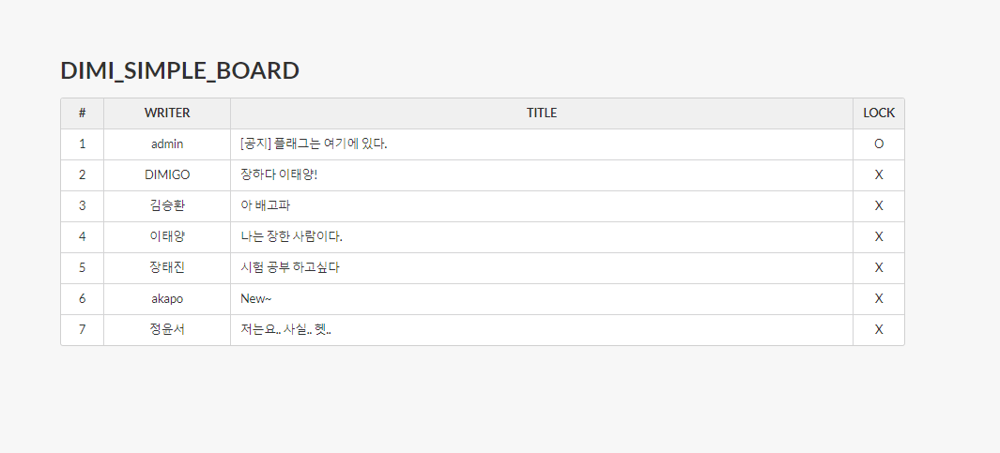 DIMI_SIMPLE_BOARD
# WRITER TITLE LOCK
1 admin [공지] 플래그는 여기에 있다. O
2 DIMIGO 장하다 이태양! X
3 김승환 아 배고파 X
4 이태양 나는 장한 사람이다. X
5 장태진 시험 공부 하고싶다 X
6 akapo New~ X
7 정윤서 저는요.. 사실.. 헷.. X